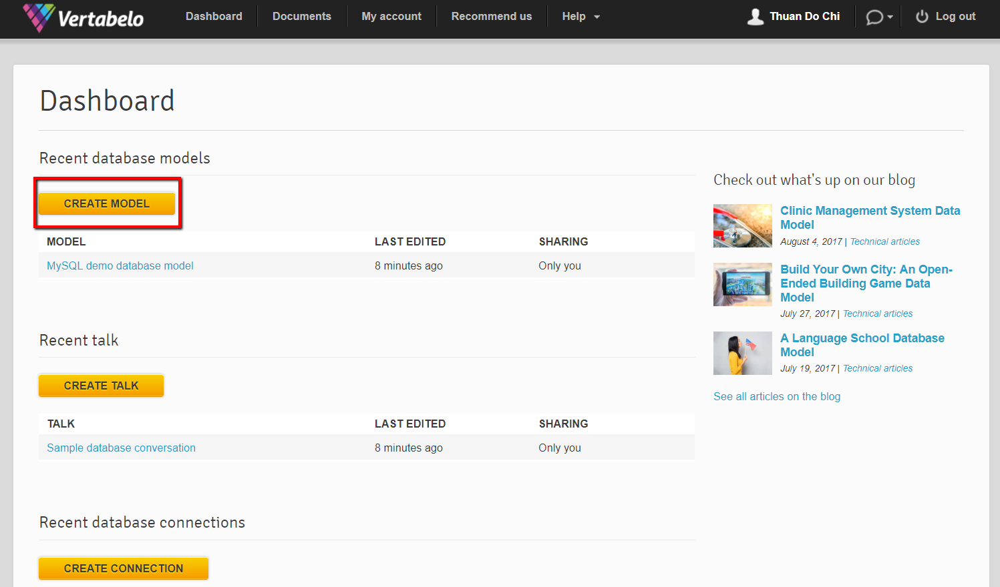 Vertabelo
Dashboard
Documents
My account
Recommend us
Help
Thuan Do Chi
Log out
Dashboard
Recent database models
CREATE MODEL
MODEL LAST EDITED SHARING
MySQL demo database model 8 minutes ago Only you
Recent talk
CREATE TALK
TALK LAST EDITED SHARING
Sample database conversation 8 minutes ago Only you
Recent database connections
CREATE CONNECTION
Check out what's up on our blog
Clinic Management System Data
Model
August 4, 2017 | Technical articles
Build Your Own City: An Open-
Ended Building Game Data
Model
July 27, 2017 | Technical articles
A Language School Database
Model
July 19, 2017 | Technical articles
See all articles on the blog